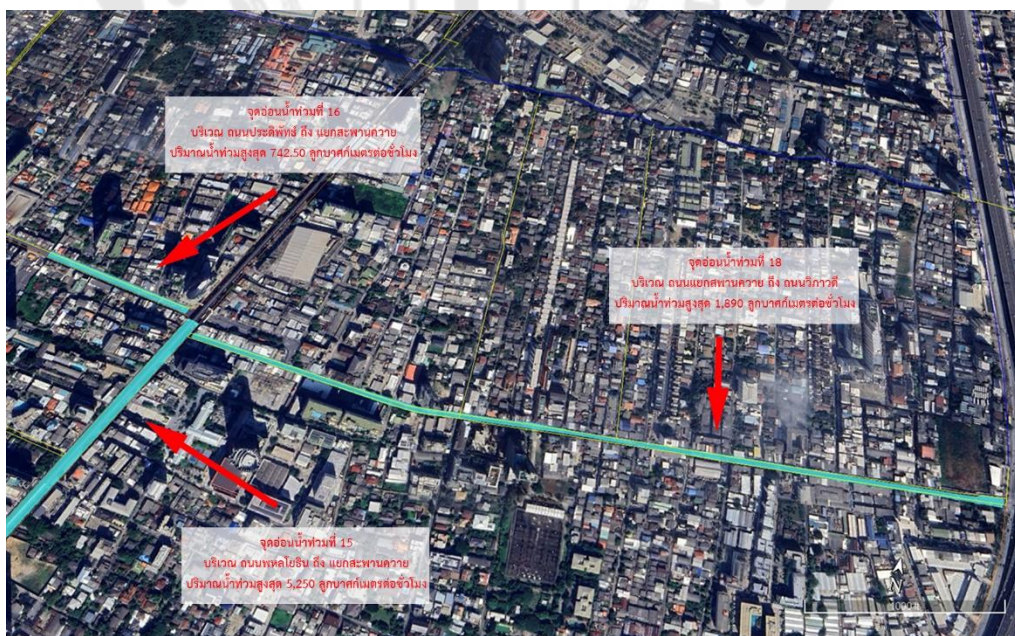 จุดอ่อนน้ำท่วมที่ 16
บริเวณ ถนนประดิพัทธ์ ถึง แยกสะพานควาย
ปริมาณน้ำท่วมสูงสุด 742.50 ลูกบาศก์เมตรต่อชั่วโมง
จุดอ่อนน้ำท่วมที่ 18
บริเวณ ถนนแยกสพานควาย ถึง ถนนวิภาวดี
ปริมาณน้ำท่วมสูงสุด 1,890 ลูกบาศก์เมตรต่อชั่วโมง
จุดอ่อนน้ำท่วมที่ 15
บริเวณ ถนนพหลโยธิน ถึง แยกสะพานควาย
ปริมาณน้ำท่วมสูงสุด 5,250 ลูกบาศก์เมตรต่อชั่วโมง
N
1000 ft